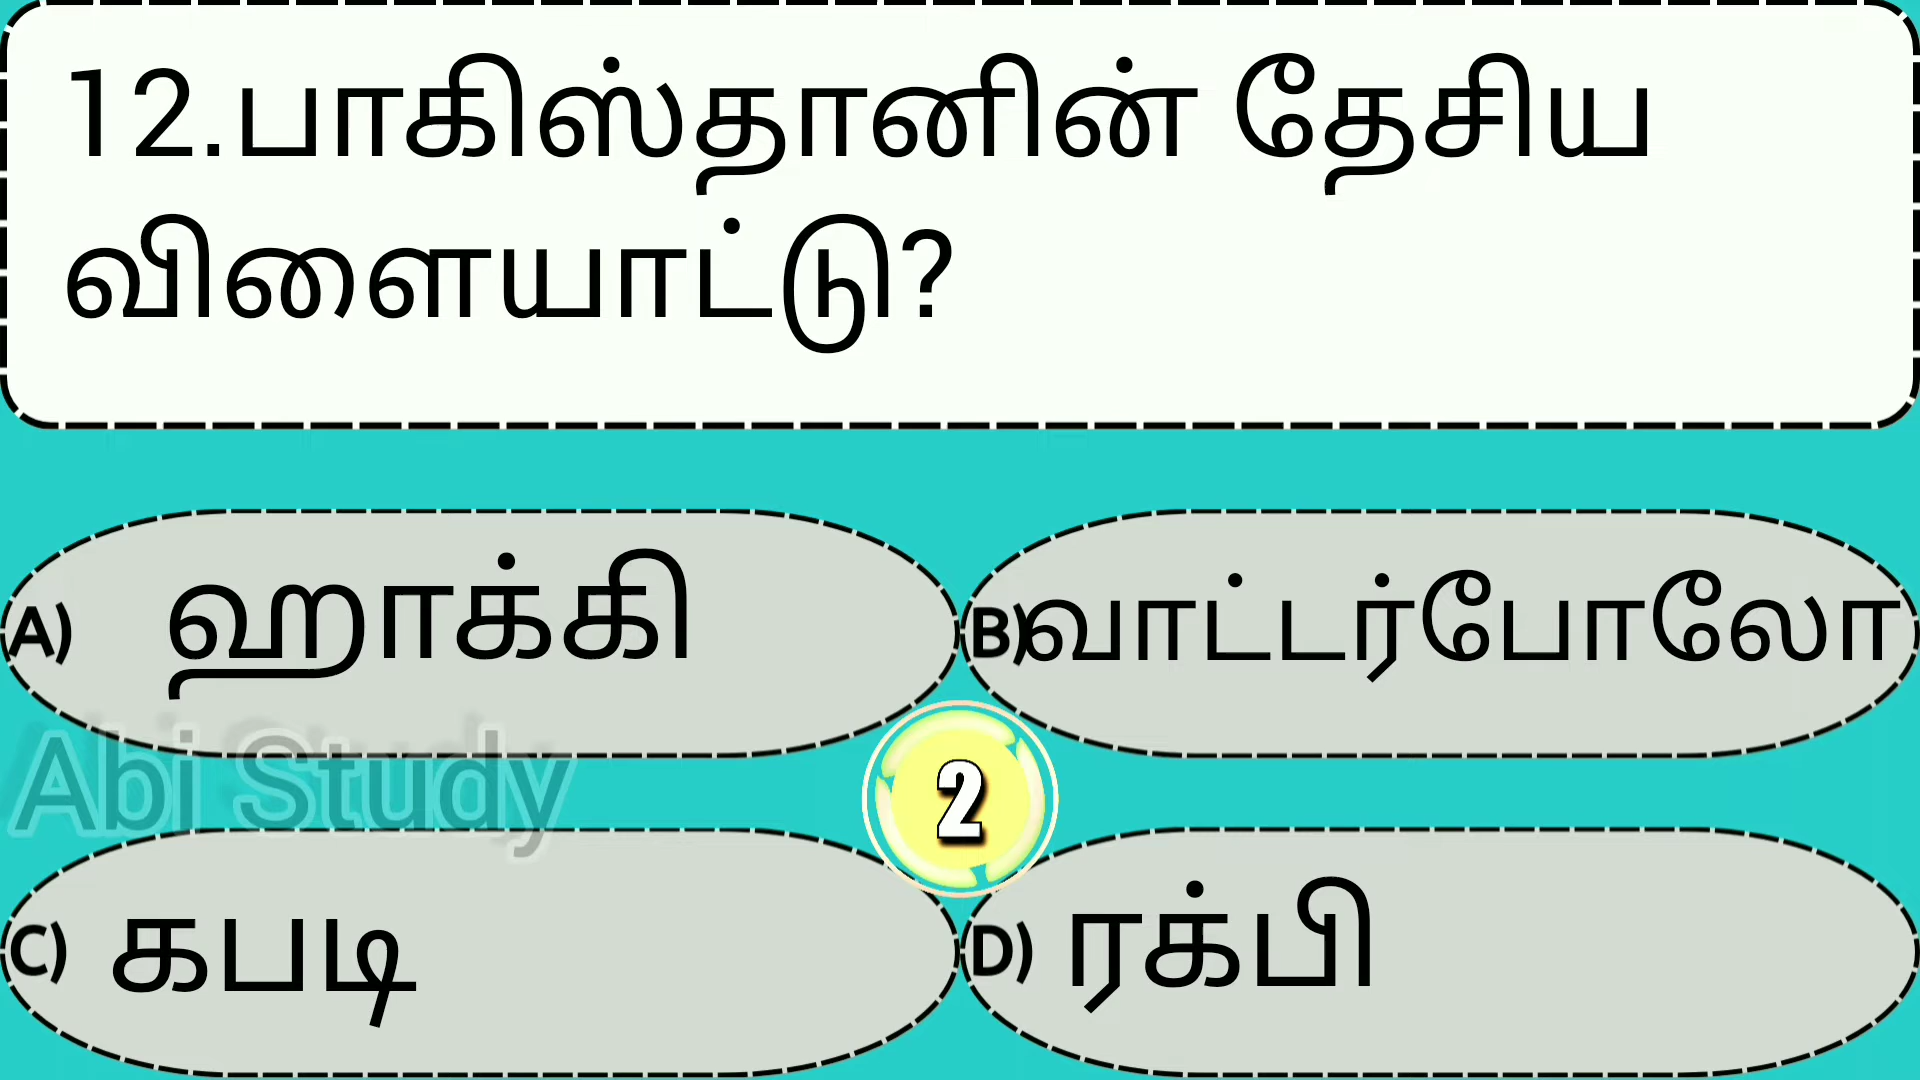 12.பாகிஸ்தானின் தேசிய
விளையாட்டு?
A) ஹாக்கி
B) வாட்டர்போலோ
Abi Study
2
C) கபடி
D) ரக்பி